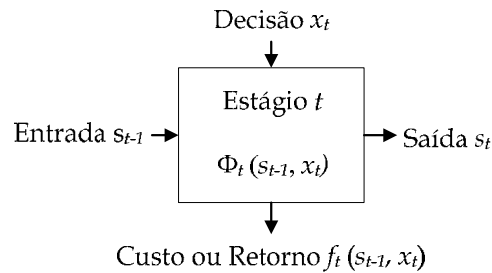 Decisão xₜ
Estágio t
Entrada sₜ₋₁
Saída sₜ
Φₜ (sₜ₋₁, xₜ)
Custo ou Retorno fₜ (sₜ₋₁, xₜ)